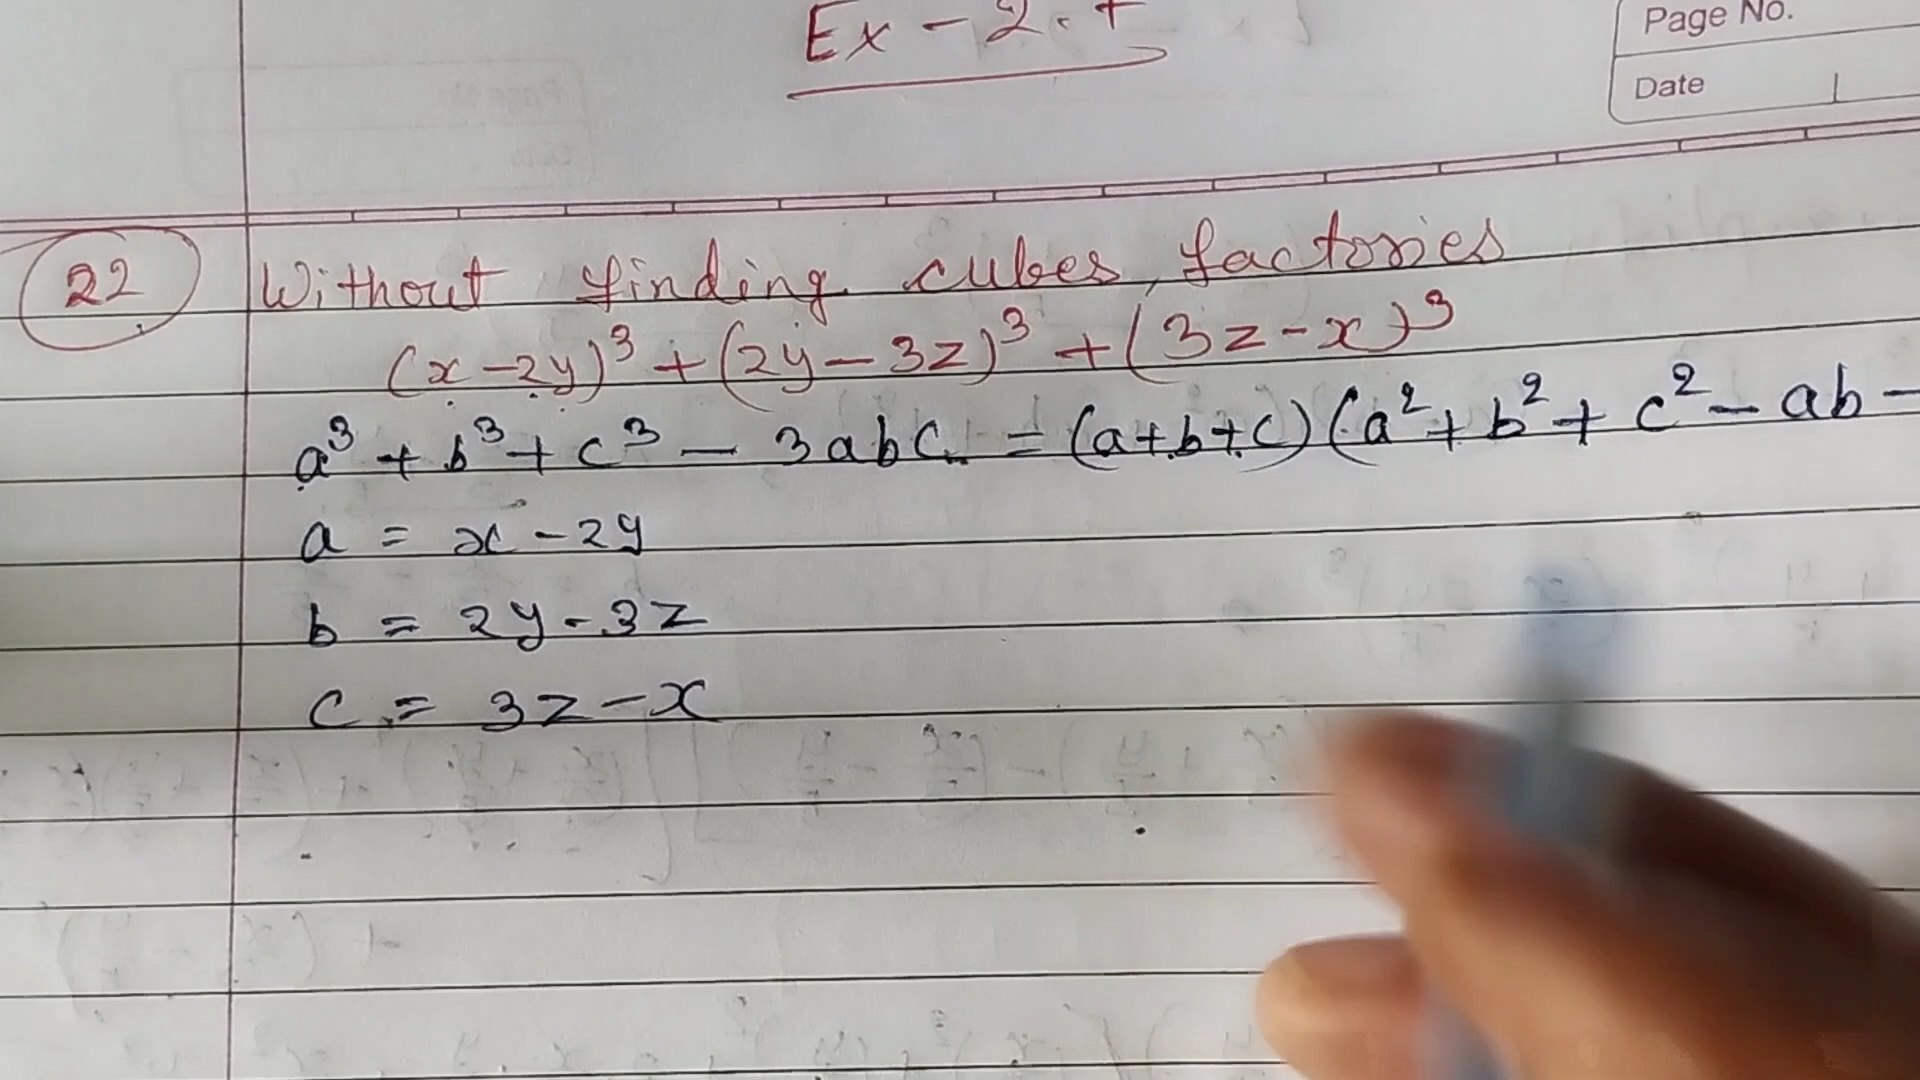 Ex - 2.
Page No.
Date
22
Without finding cubes, factories
(x - 2y)³ + (2y - 3z)³ + (3z - x)³
a³ + b³ + c³ - 3abc = (a+b+c)(a² + b² + c² - ab -
a = x - 2y
b = 2y - 3z
c = 3z - x